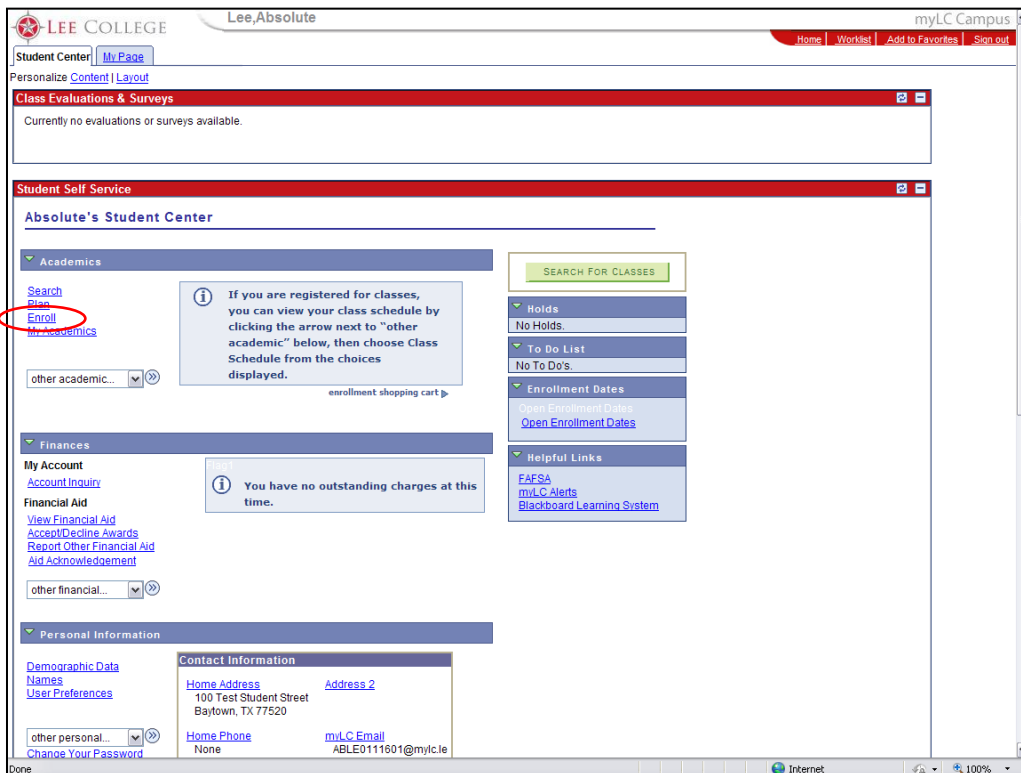 LEE COLLEGE
Lee,Absolute
myLC Campus
Home | Worklist | Add to Favorites | Sign out
Student Center My Page
Personalize Content | Layout
Class Evaluations & Surveys
Currently no evaluations or surveys available.
Student Self Service
Absolute's Student Center
Academics
Search
Plan
Enroll
My Academics
other academic...
If you are registered for classes,
you can view your class schedule by
clicking the arrow next to "other
academic" below, then choose Class
Schedule from the choices
displayed.
enrollment shopping cart
SEARCH FOR CLASSES
Holds
No Holds.
To Do List
No To Do's.
Enrollment Dates
Open Enrollment Dates
Open Enrollment Dates
Helpful Links
FAFSA
myLC Alerts
Blackboard Learning System
Finances
My Account
Account Inquiry
Financial Aid
View Financial Aid
Accept/Decline Awards
Report Other Financial Aid
Aid Acknowledgement
other financial...
Flag1
You have no outstanding charges at this
time.
Personal Information
Demographic Data
Names
User Preferences
other personal...
Change Your Password
Contact Information
Home Address
100 Test Student Street
Baytown, TX 77520
Address 2
Home Phone
None
myLC Email
ABLE0111601@mylc.le
Done
Internet
100%